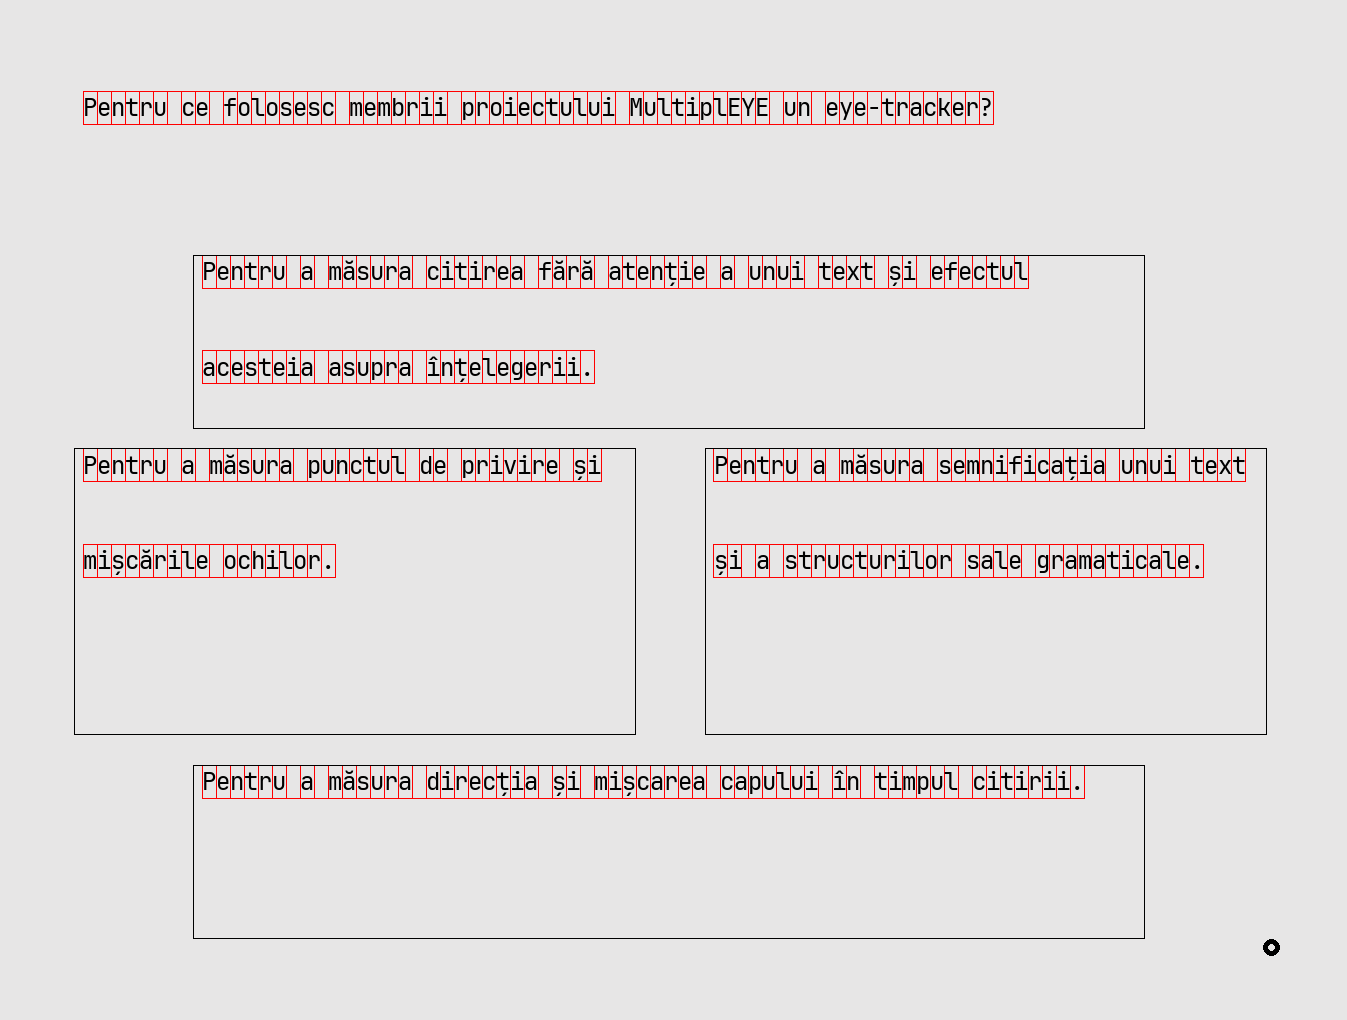 Pentru ce folosesc membrii proiectului MultiplEYE un eye-tracker?
Pentru a măsura citirea fără atenție a unui text și efectul
acesteia asupra înțelegerii.
Pentru a măsura punctul de privire și
mișcările ochilor.
Pentru a măsura semnificația unui text
și a structurilor sale gramaticale.
Pentru a măsura direcția și mișcarea capului în timpul citirii.